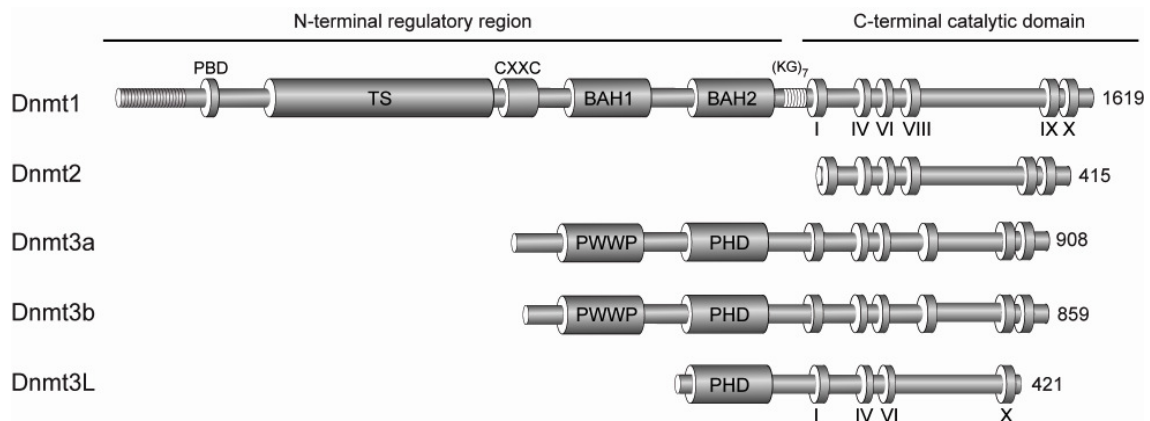 N-terminal regulatory region C-terminal catalytic domain
PBD CXXC (KG)7
Dnmt1 TS BAH1 BAH2 1619
I IV VI VIII IX X
Dnmt2 415
Dnmt3a PWWP PHD 908
Dnmt3b PWWP PHD 859
Dnmt3L PHD 421
I IV VI X